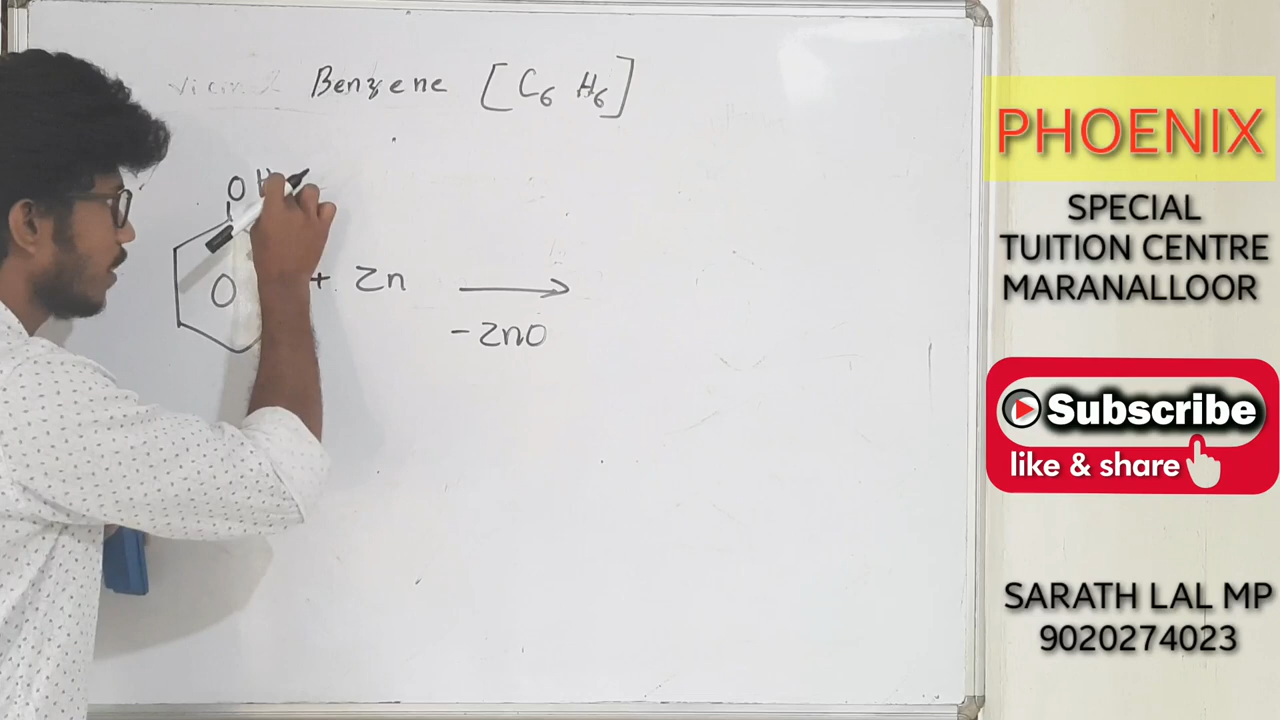 Benzene [C6 H6]
OH
O + Zn
-ZnO
PHOENIX
SPECIAL
TUITION CENTRE
MARANALLOOR
Subscribe
like & share
SARATH LAL MP
9020274023